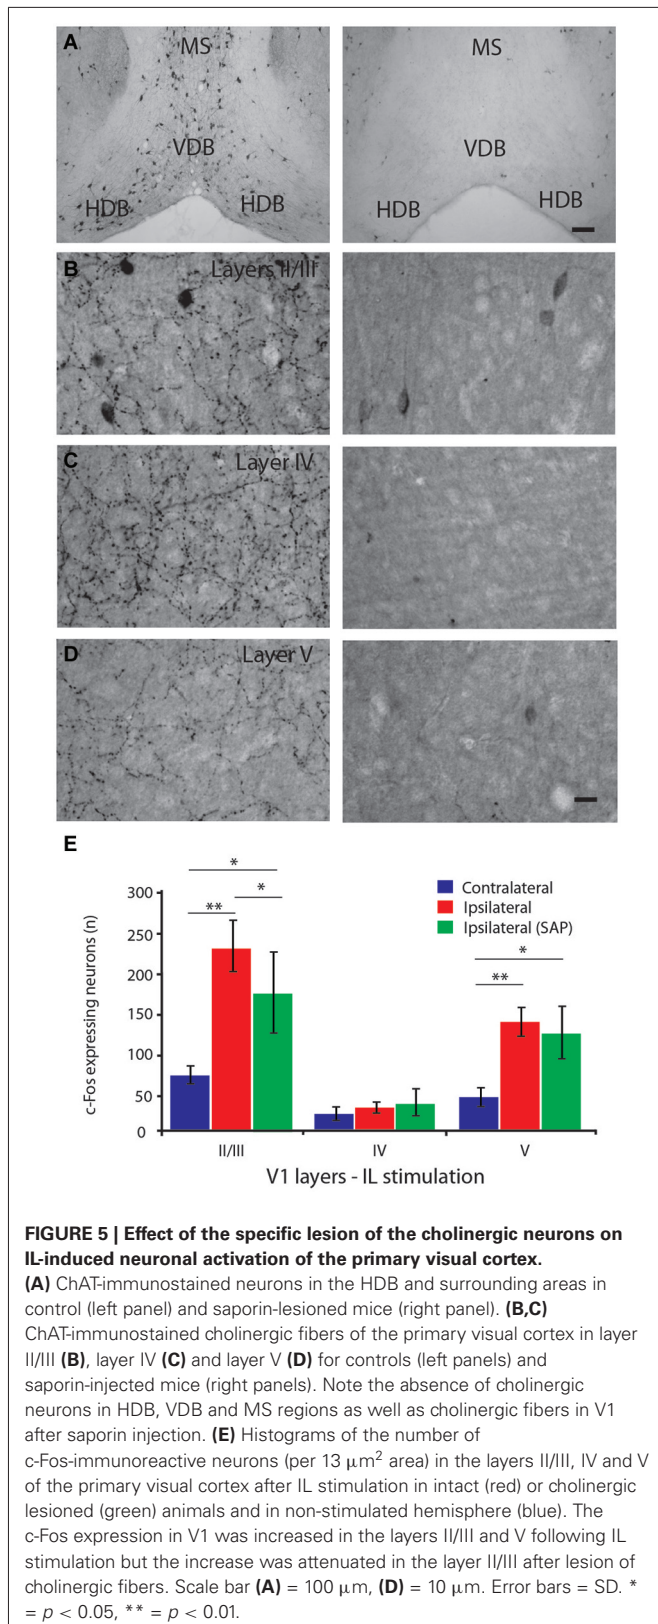 A
MS
VDB
HDB
HDB
MS
VDB
HDB
HDB
B
Layers II/III
C
Layer IV
D
Layer V
E
*
*
**
*
**
Contralateral
Ipsilateral
Ipsilateral (SAP)
c-Fos expressing neurons (n)
300
250
200
150
100
50
0
II/III
IV
V
V1 layers - IL stimulation
FIGURE 5 | Effect of the specific lesion of the cholinergic neurons on
IL-induced neuronal activation of the primary visual cortex.
(A) ChAT-immunostained neurons in the HDB and surrounding areas in
control (left panel) and saporin-lesioned mice (right panel). (B,C)
ChAT-immunostained cholinergic fibers of the primary visual cortex in layer
II/III (B), layer IV (C) and layer V (D) for controls (left panels) and
saporin-injected mice (right panels). Note the absence of cholinergic
neurons in HDB, VDB and MS regions as well as cholinergic fibers in V1
after saporin injection. (E) Histograms of the number of
c-Fos-immunoreactive neurons (per 13 μm² area) in the layers II/III, IV and V
of the primary visual cortex after IL stimulation in intact (red) or cholinergic
lesioned (green) animals and in non-stimulated hemisphere (blue). The
c-Fos expression in V1 was increased in the layers II/III and V following IL
stimulation but the increase was attenuated in the layer II/III after lesion of
cholinergic fibers. Scale bar (A) = 100 μm, (D) = 10 μm. Error bars = SD. *
= p < 0.05, ** = p < 0.01.